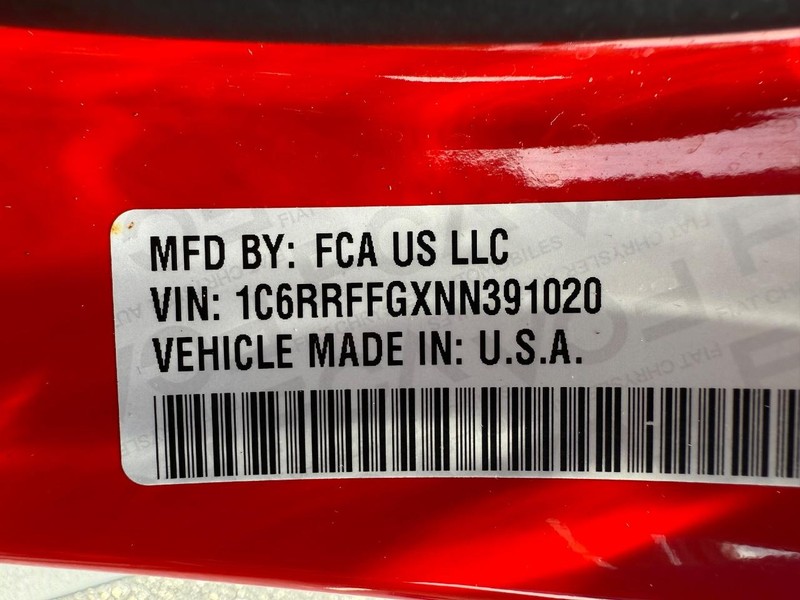 MFD BY: FCA US LLC
VIN: 1C6RRFFGXNN391020
VEHICLE MADE IN: U.S.A.